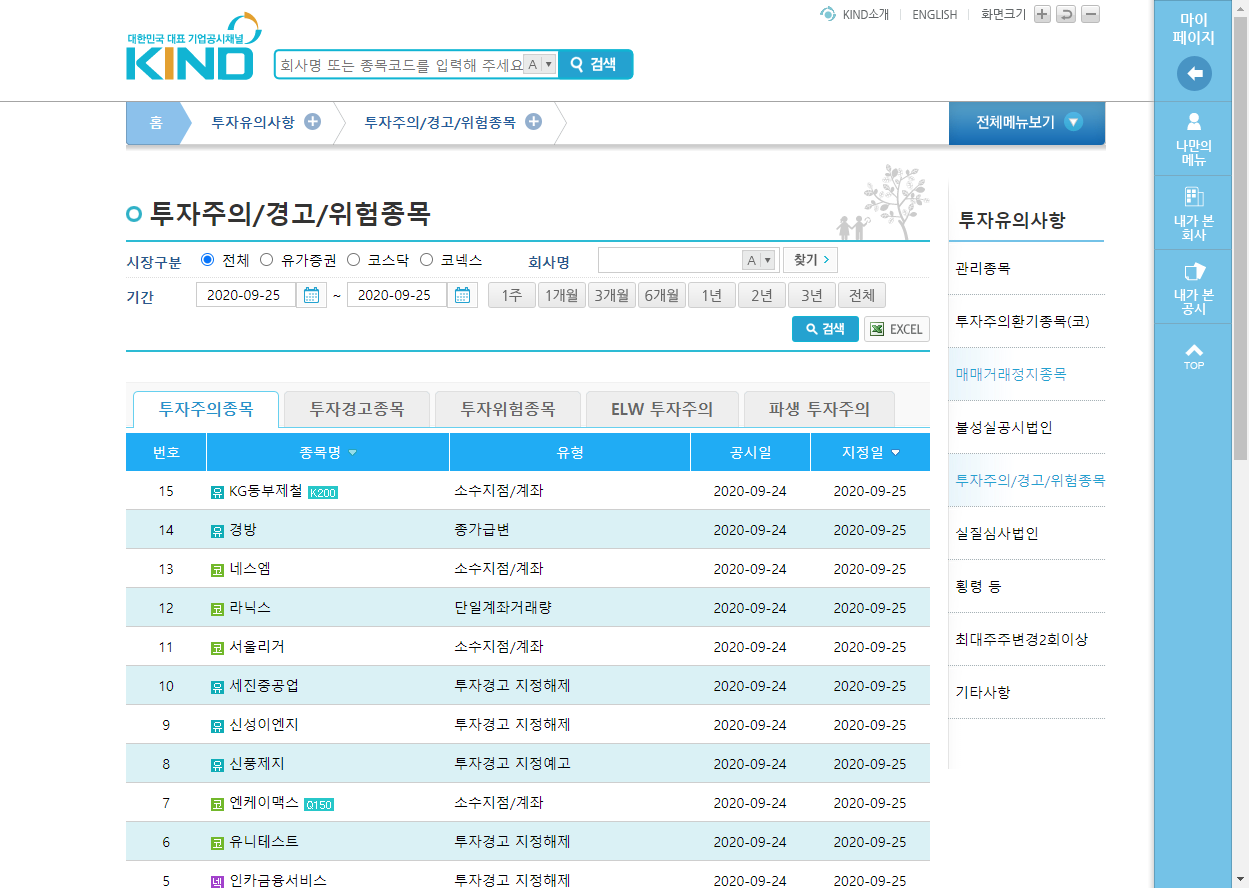 KIND소개 ENGLISH 화면크기
대한민국 대표 기업공시채널
KIND
회사명 또는 종목코드를 입력해 주세요 A 검색
홈 투자유의사항 투자주의/경고/위험종목 전체메뉴보기
투자주의/경고/위험종목
시장구분 전체 유가증권 코스닥 코넥스 회사명 A 찾기
기간 2020-09-25 ~ 2020-09-25 1주 1개월 3개월 6개월 1년 2년 3년 전체
검색 EXCEL
투자주의종목 투자경고종목 투자위험종목 ELW 투자주의 파생 투자주의
번호 종목명 유형 공시일 지정일
15 유 KG동부제철 K200 소수지점/계좌 2020-09-24 2020-09-25
14 유 경방 종가급변 2020-09-24 2020-09-25
13 코 네스엠 소수지점/계좌 2020-09-24 2020-09-25
12 코 라닉스 단일계좌거래량 2020-09-24 2020-09-25
11 코 서울리거 소수지점/계좌 2020-09-24 2020-09-25
10 유 세진중공업 투자경고 지정해제 2020-09-24 2020-09-25
9 유 신성이엔지 투자경고 지정해제 2020-09-24 2020-09-25
8 유 신풍제지 투자경고 지정예고 2020-09-24 2020-09-25
7 코 엔케이맥스 Q150 소수지점/계좌 2020-09-24 2020-09-25
6 코 유니테스트 투자경고 지정해제 2020-09-24 2020-09-25
5 넥 인카금융서비스 투자경고 지정해제 2020-09-24 2020-09-25
투자유의사항
관리종목
투자주의환기종목(코)
매매거래정지종목
불성실공시법인
투자주의/경고/위험종목
실질심사법인
횡령 등
최대주주변경2회이상
기타사항
마이
페이지
나만의
메뉴
내가 본
회사
내가 본
공시
TOP